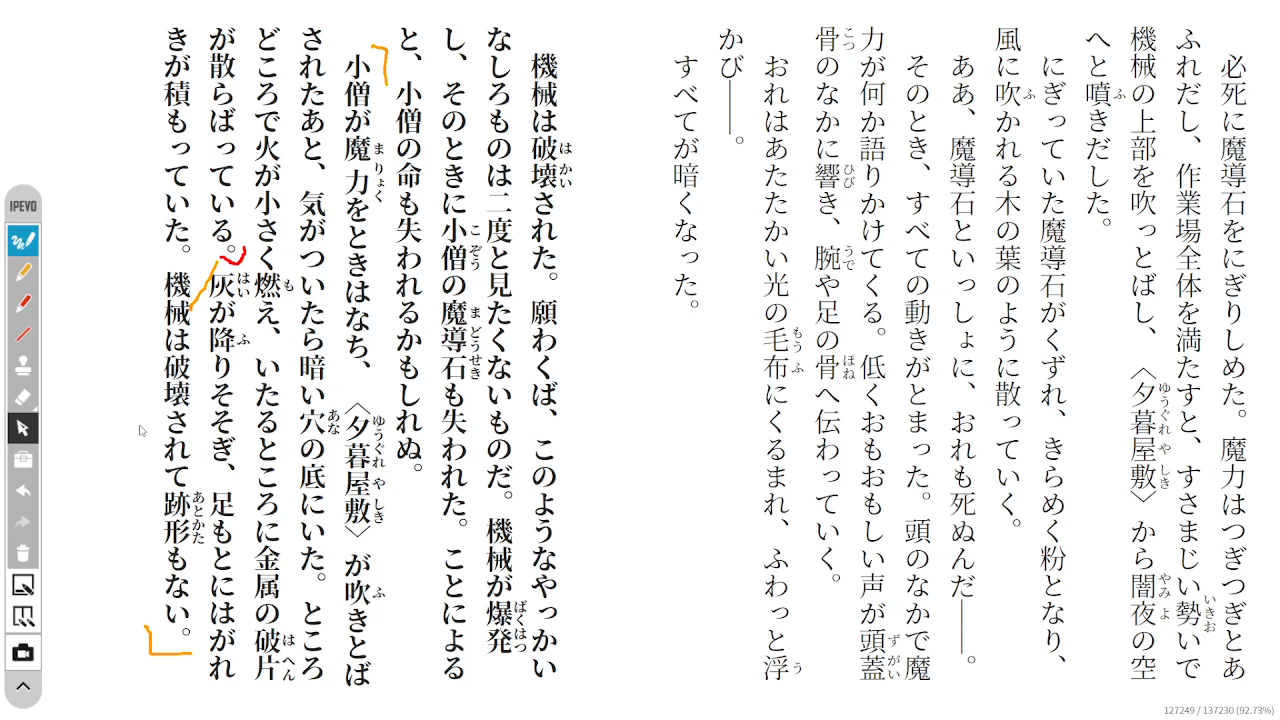 必死に魔導石をにぎりしめた。魔力はつぎつぎとあ
ふれだし、作業場全体を満たすと、すさまじい勢いで
機械の上部を吹っとばし、〈夕暮屋敷〉から闇夜の空
へと噴きだした。
にぎっていた魔導石がくずれ、きらめく粉となり、
風に吹かれる木の葉のように散っていく。
ああ、魔導石といっしょに、おれも死ぬんだ――。
そのとき、すべての動きがとまった。頭のなかで魔
力が何か語りかけてくる。低くおもおもしい声が頭蓋
骨のなかに響き、腕や足の骨へ伝わっていく。
おれはあたたかい光の毛布にくるまれ、ふわっと浮
かび――。
すべてが暗くなった。
機械は破壊された。願わくば、このようなやっかい
なしろものは二度と見たくないものだ。機械が爆発
し、そのときに小僧の魔導石も失われた。ことによる
と、小僧の命も失われるかもしれぬ。
小僧が魔力をときはなち、〈夕暮屋敷〉が吹きとば
されたあと、気がついたら暗い穴の底にいた。ところ
どころで火が小さく燃え、いたるところに金属の破片
が散らばっている。灰が降りそそぎ、足もとにはがれ
きが積もっていた。機械は破壊されて跡形もない。
IPEVO
127249 / 137230 (92.73%)